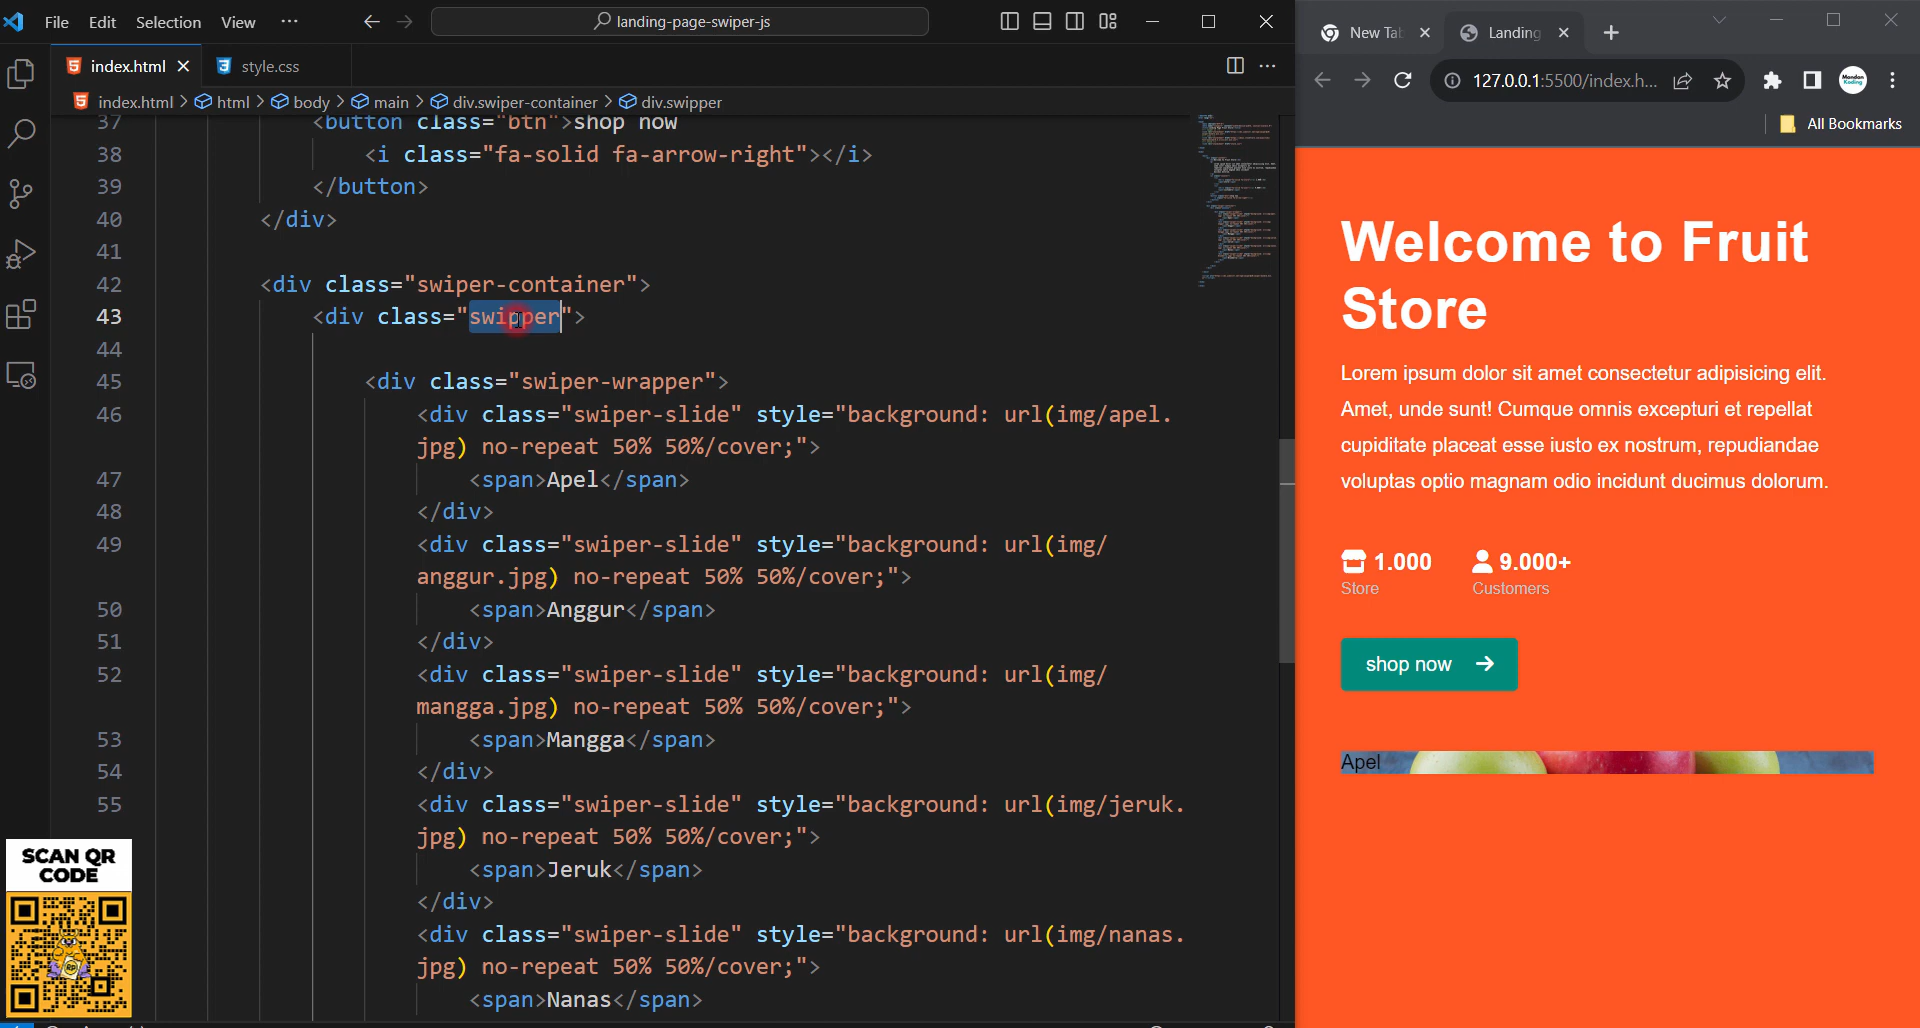 File Edit Selection View ··· landing-page-swiper-js
index.html style.css
index.html > html > body > main > div.swiper-container > div.swipper
37 <button class="btn">shop now
38 <i class="fa-solid fa-arrow-right"></i>
39 </button>
40 </div>
41
42 <div class="swiper-container">
43 <div class="swipper">
44
45 <div class="swiper-wrapper">
46 <div class="swiper-slide" style="background: url(img/apel.
jpg) no-repeat 50% 50%/cover;">
47 <span>Apel</span>
48 </div>
49 <div class="swiper-slide" style="background: url(img/
anggur.jpg) no-repeat 50% 50%/cover;">
50 <span>Anggur</span>
51 </div>
52 <div class="swiper-slide" style="background: url(img/
mangga.jpg) no-repeat 50% 50%/cover;">
53 <span>Mangga</span>
54 </div>
55 <div class="swiper-slide" style="background: url(img/jeruk.
jpg) no-repeat 50% 50%/cover;">
<span>Jeruk</span>
</div>
<div class="swiper-slide" style="background: url(img/nanas.
jpg) no-repeat 50% 50%/cover;">
<span>Nanas</span>
SCAN QR
CODE
New Tab
Landing
127.0.0.1:5500/index.h...
All Bookmarks
Welcome to Fruit
Store
Lorem ipsum dolor sit amet consectetur adipisicing elit.
Amet, unde sunt! Cumque omnis excepturi et repellat
cupiditate placeat esse iusto ex nostrum, repudiandae
voluptas optio magnam odio incidunt ducimus dolorum.
1.000 9.000+
Store Customers
shop now
Apel